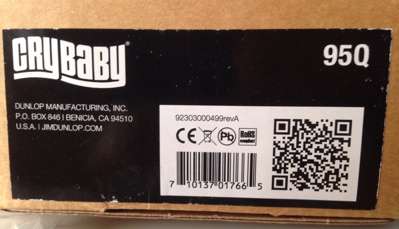 CRYBABY
95Q
DUNLOP MANUFACTURING, INC.
P.O. BOX 846 | BENICIA, CA 94510
U.S.A. | JIMDUNLOP.COM
92303000499revA
CE Pb RoHS
7 10137 01766 5